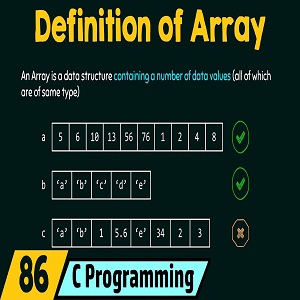 Definition of Array
An Array is a data structure containing a number of data values (all of which
are of same type)
a 5 6 10 13 56 76 1 2 4 8
b 'a' 'b' 'c' 'd' 'e'
c 'a' 'b' 1 5.6 'e' 34 2 3
86 C Programming